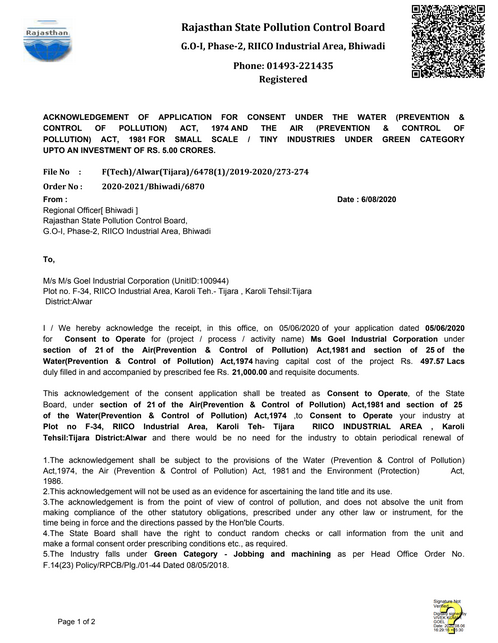 Rajasthan
Rajasthan State Pollution Control Board
G.O-I, Phase-2, RIICO Industrial Area, Bhiwadi
Phone: 01493-221435
Registered
ACKNOWLEDGEMENT OF APPLICATION FOR CONSENT UNDER THE WATER (PREVENTION &
CONTROL OF POLLUTION) ACT, 1974 AND THE AIR (PREVENTION & CONTROL OF
POLLUTION) ACT, 1981 FOR SMALL SCALE / TINY INDUSTRIES UNDER GREEN CATEGORY
UPTO AN INVESTMENT OF RS. 5.00 CRORES.
File No : F(Tech)/Alwar(Tijara)/6478(1)/2019-2020/273-274
Order No : 2020-2021/Bhiwadi/6870
From : Date : 6/08/2020
Regional Officer[ Bhiwadi ]
Rajasthan State Pollution Control Board,
G.O-I, Phase-2, RIICO Industrial Area, Bhiwadi
To,
M/s M/s Goel Industrial Corporation (UnitID:100944)
Plot no. F-34, RIICO Industrial Area, Karoli Teh.- Tijara , Karoli Tehsil:Tijara
District:Alwar
I / We hereby acknowledge the receipt, in this office, on 05/06/2020 of your application dated 05/06/2020
for Consent to Operate for (project / process / activity name) Ms Goel Industrial Corporation under
section of 21 of the Air(Prevention & Control of Pollution) Act,1981 and section of 25 of the
Water(Prevention & Control of Pollution) Act,1974 having capital cost of the project Rs. 497.57 Lacs
duly filled in and accompanied by prescribed fee Rs. 21,000.00 and requisite documents.
This acknowledgement of the consent application shall be treated as Consent to Operate, of the State
Board, under section of 21 of the Air(Prevention & Control of Pollution) Act,1981 and section of 25
of the Water(Prevention & Control of Pollution) Act,1974 ,to Consent to Operate your industry at
Plot no F-34, RIICO Industrial Area, Karoli Teh- Tijara RIICO INDUSTRIAL AREA , Karoli
Tehsil:Tijara District:Alwar and there would be no need for the industry to obtain periodical renewal of
1.The acknowledgement shall be subject to the provisions of the Water (Prevention & Control of Pollution)
Act,1974, the Air (Prevention & Control of Pollution) Act, 1981 and the Environment (Protection) Act,
1986.
2.This acknowledgement will not be used as an evidence for ascertaining the land title and its use.
3.The acknowledgement is from the point of view of control of pollution, and does not absolve the unit from
making compliance of the other statutory obligations, prescribed under any other law or instrument, for the
time being in force and the directions passed by the Hon'ble Courts.
4.The State Board shall have the right to conduct random checks or call information from the unit and
make a formal consent order prescribing conditions etc., as required.
5.The Industry falls under Green Category - Jobbing and machining as per Head Office Order No.
F.14(23) Policy/RPCB/Plg./01-44 Dated 08/05/2018.
Signature Not
Verified
Digitally signed by
GOEL
Page 1 of 2